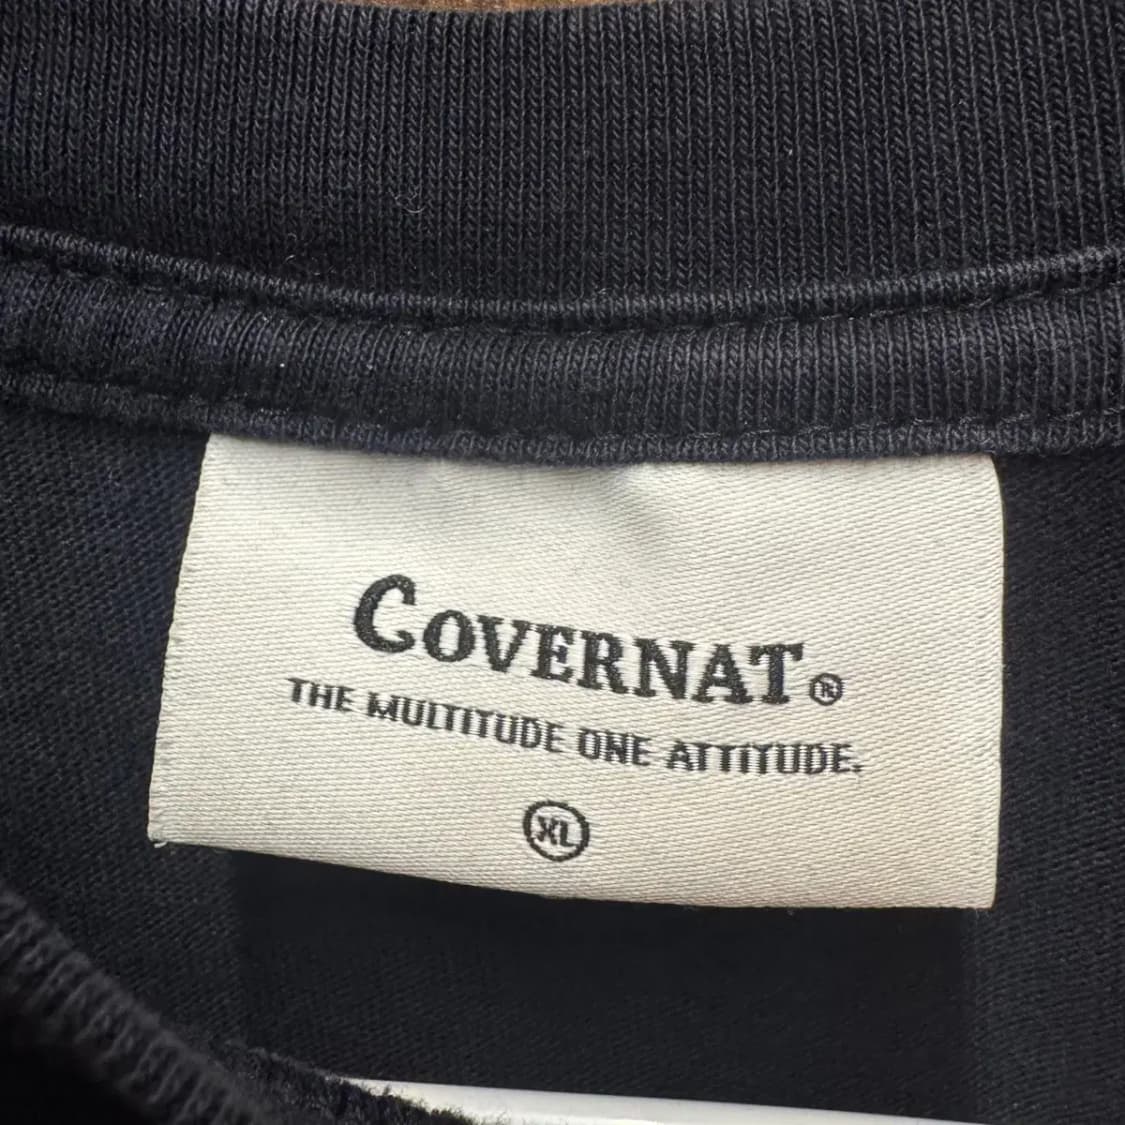 COVERNAT®
THE MULTITUDE ONE ATTITUDE.
XL